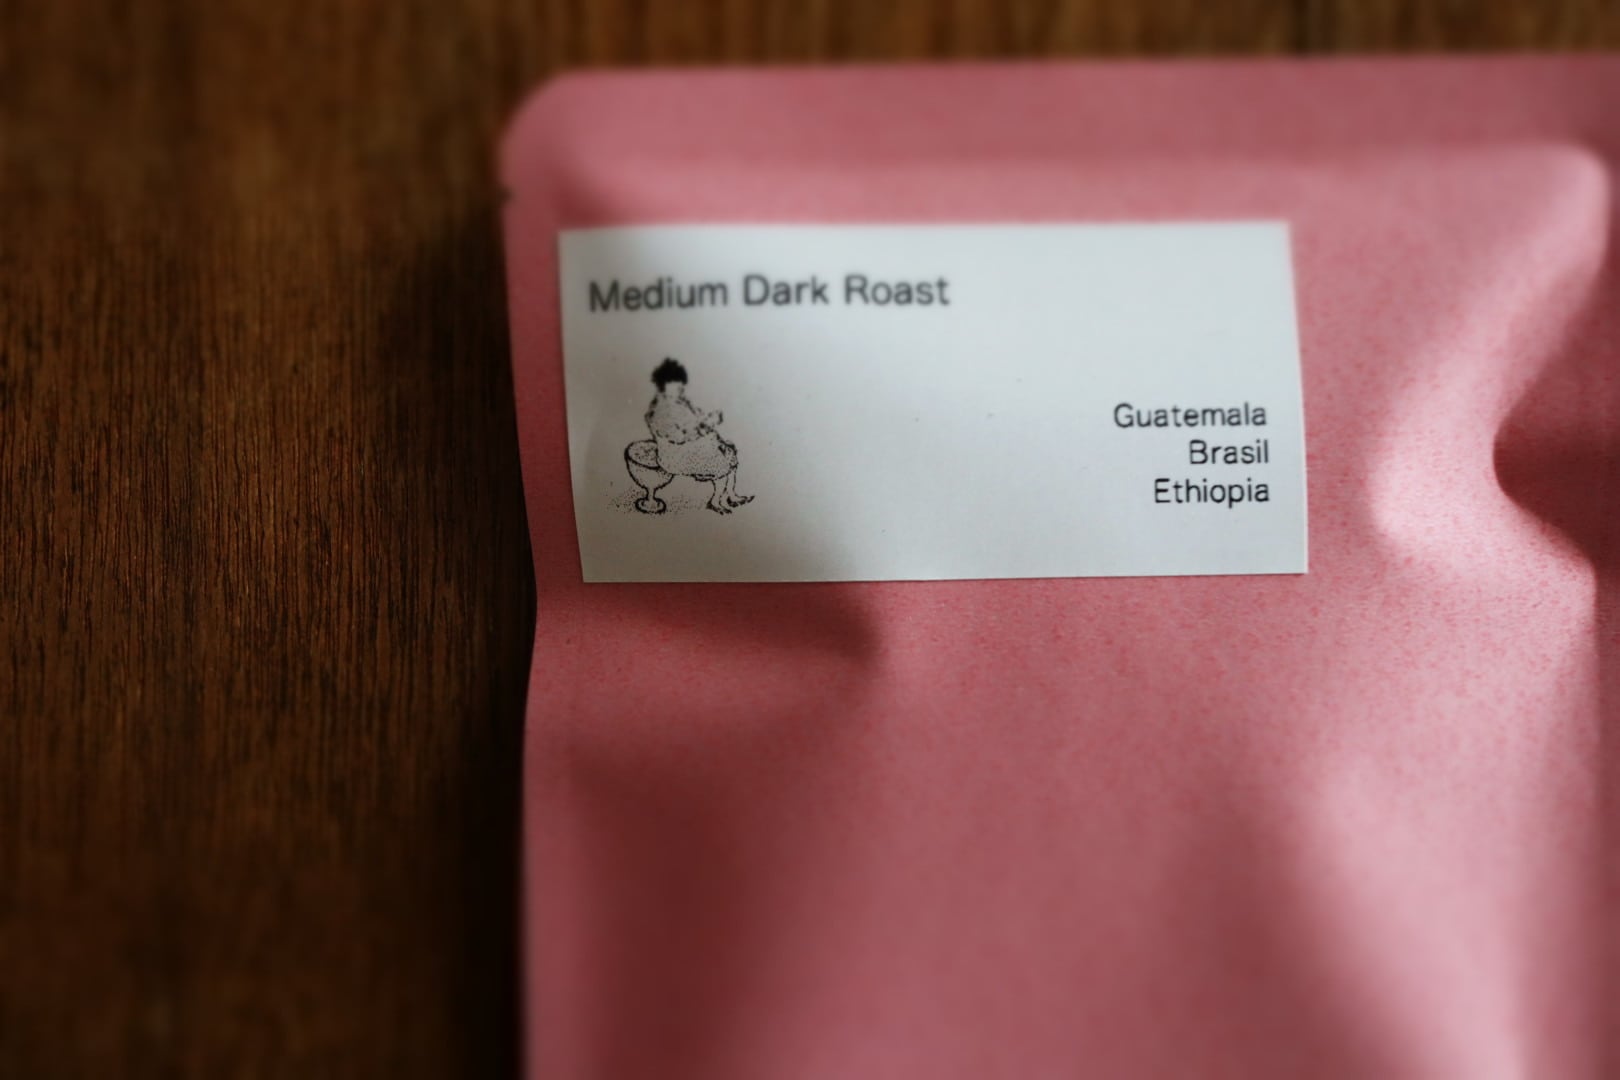 Medium Dark Roast
Guatemala
Brasil
Ethiopia